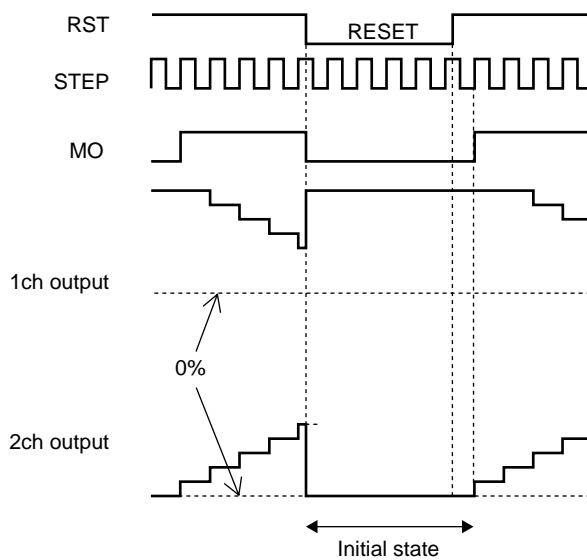 RST
RESET
STEP
MO
1ch output
0%
2ch output
Initial state